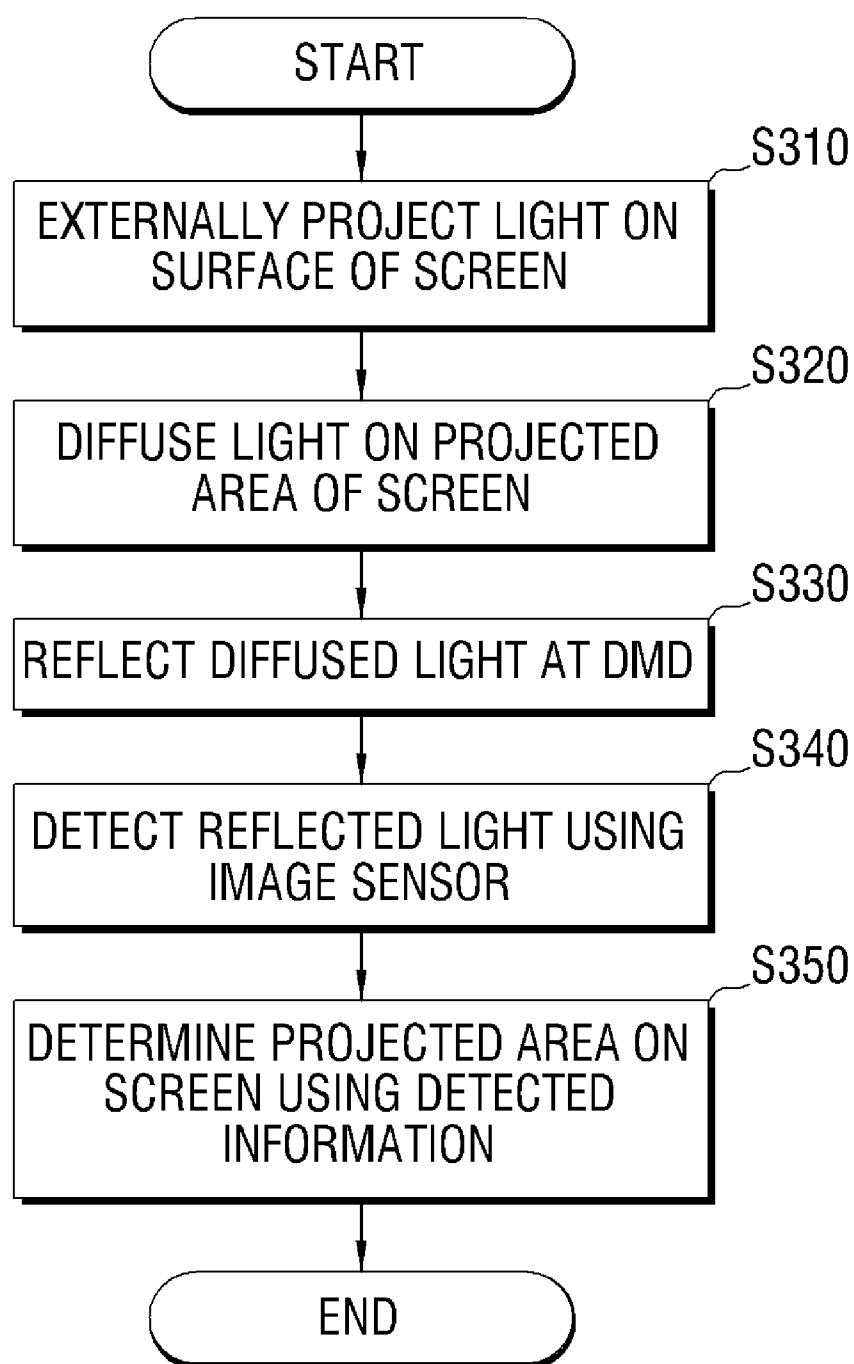 START
S310
EXTERNALLY PROJECT LIGHT ON
SURFACE OF SCREEN
S320
DIFFUSE LIGHT ON PROJECTED
AREA OF SCREEN
S330
REFLECT DIFFUSED LIGHT AT DMD
S340
DETECT REFLECTED LIGHT USING
IMAGE SENSOR
S350
DETERMINE PROJECTED AREA ON
SCREEN USING DETECTED
INFORMATION
END